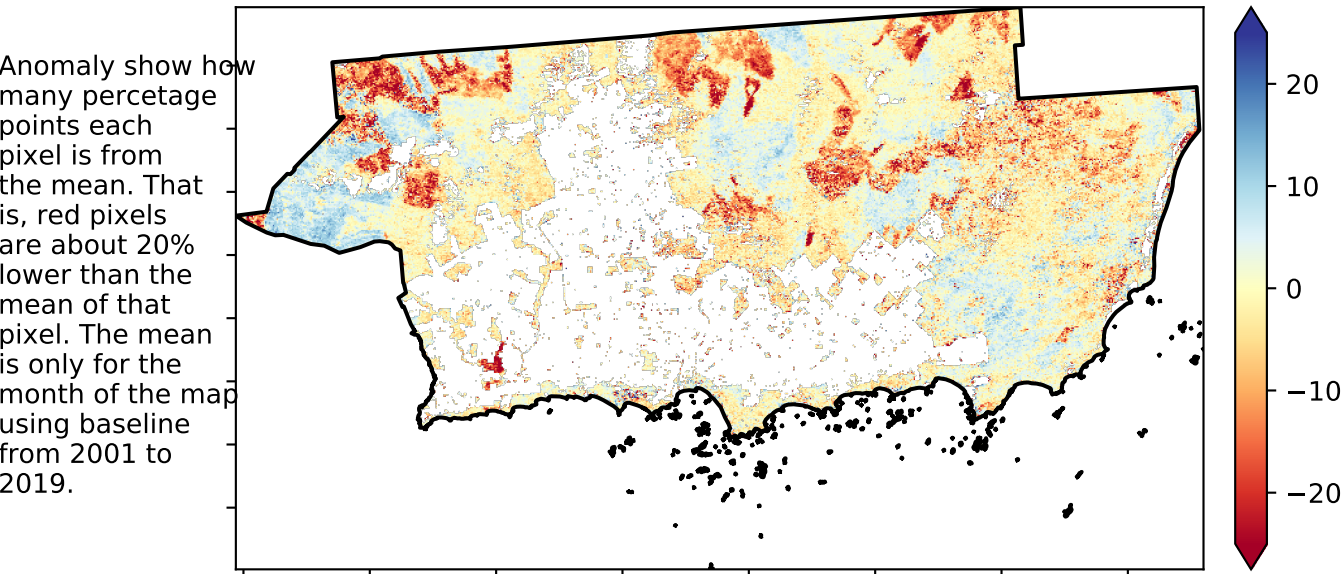 Anomaly show how
many percetage
points each
pixel is from
the mean. That
is, red pixels
are about 20%
lower than the
mean of that
pixel. The mean
is only for the
month of the map
using baseline
from 2001 to
2019.
20
10
0
−10
−20